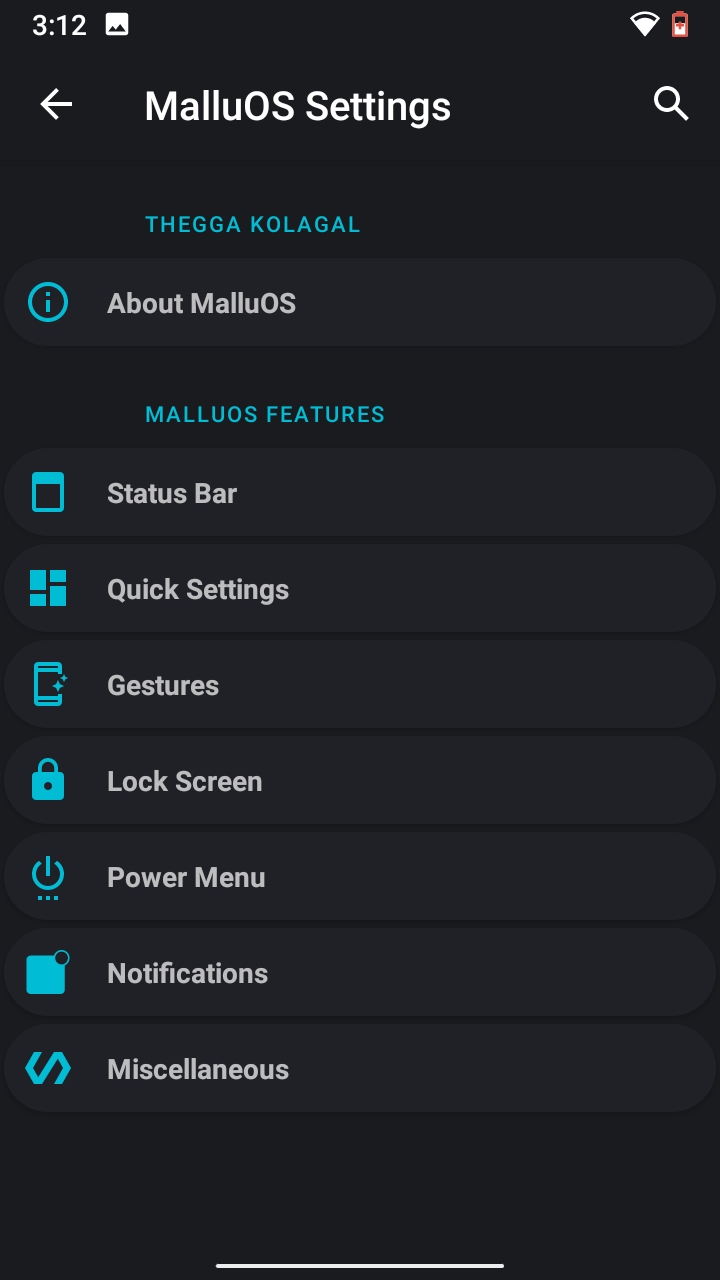 3:12
MalluOS Settings
THEGGA KOLAGAL
About MalluOS
MALLUOS FEATURES
Status Bar
Quick Settings
Gestures
Lock Screen
Power Menu
Notifications
Miscellaneous